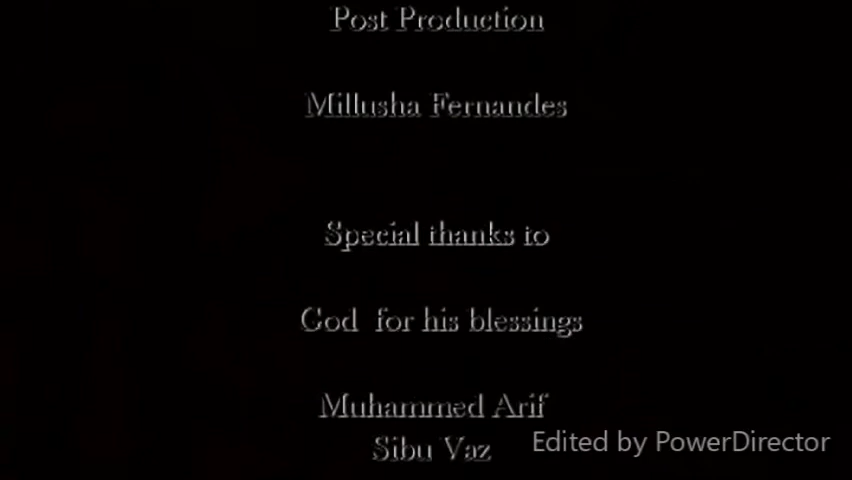 Post Production
Millusha Fernandes
Special thanks to
God for his blessings
Muhammed Arif
Sibu Vaz
Edited by PowerDirector